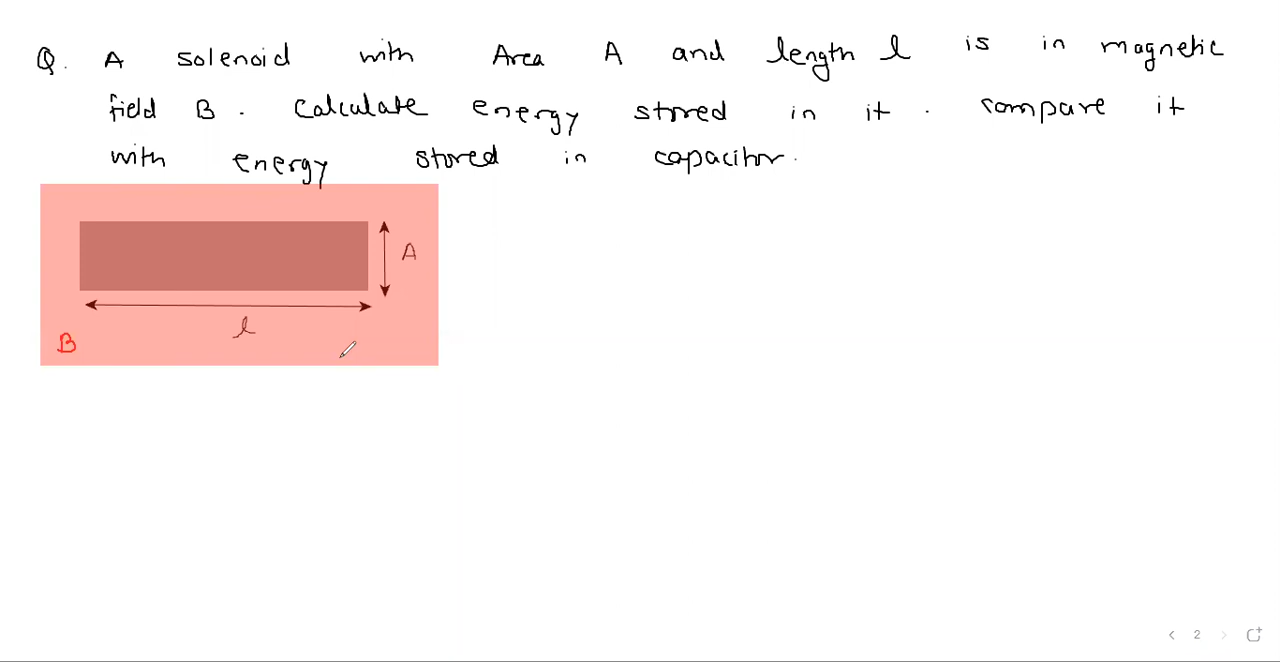 Q. A solenoid with Area A and length l is in magnetic
field B. Calculate energy stored in it. compare it
with energy stored in capacitor.
A
l
B
2